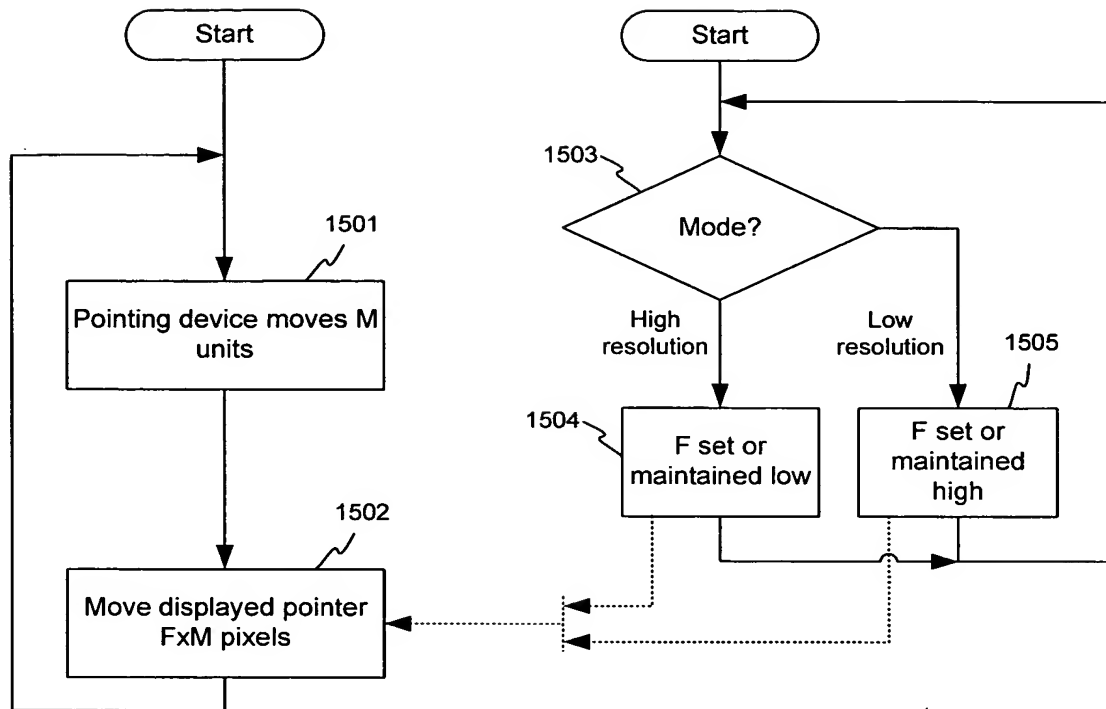 Start
1501
Pointing device moves M
units
1502
Move displayed pointer
FxM pixels
Start
1503
Mode?
High
resolution
Low
resolution
1504
F set or
maintained low
1505
F set or
maintained
high